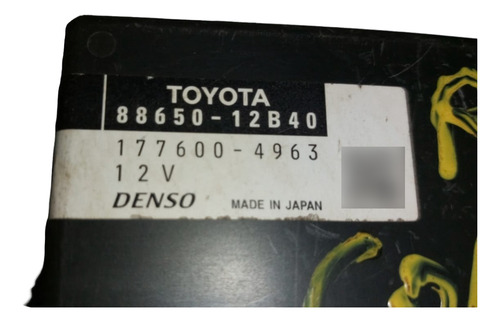 TOYOTA
88650-12B40
177600-4963
12V
DENSO MADE IN JAPAN